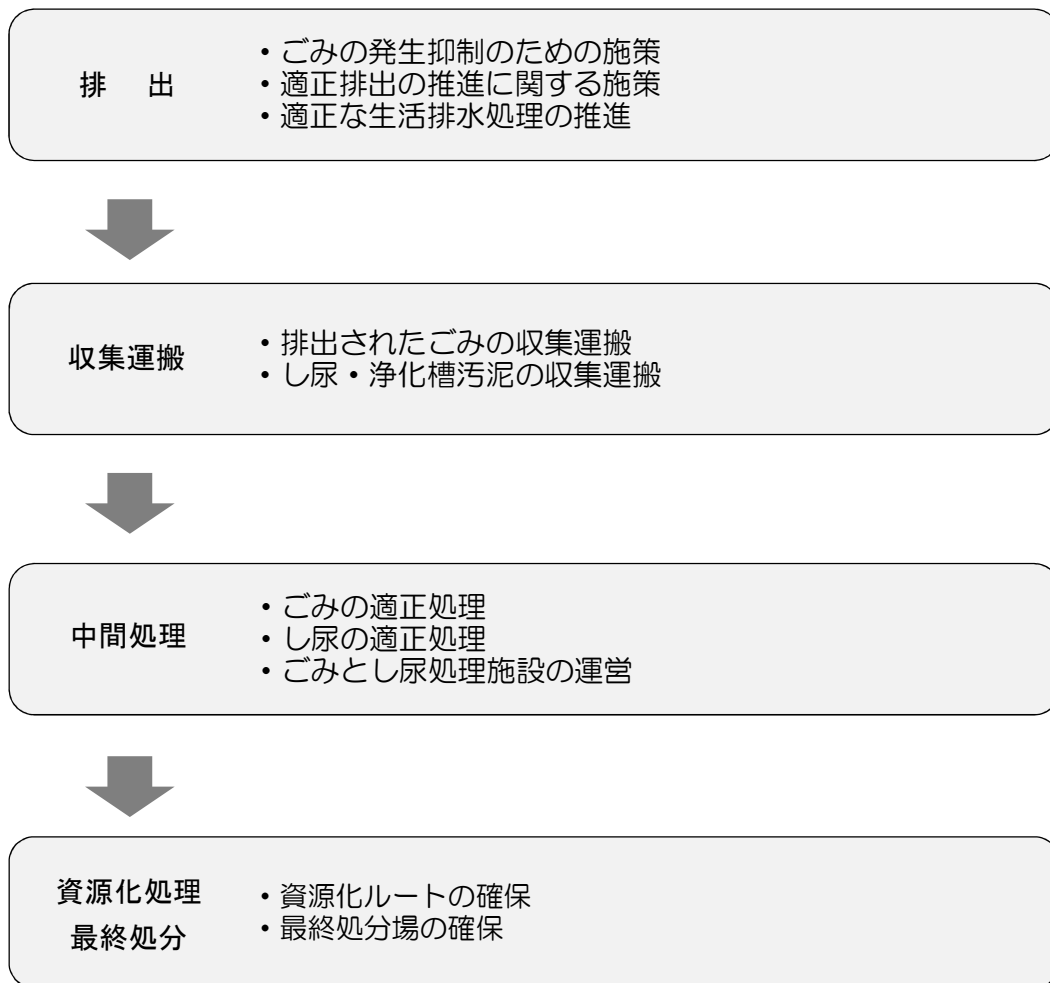 排 出
・ごみの発生抑制のための施策
・適正排出の推進に関する施策
・適正な生活排水処理の推進
収集運搬
・排出されたごみの収集運搬
・し尿・浄化槽汚泥の収集運搬
中間処理
・ごみの適正処理
・し尿の適正処理
・ごみとし尿処理施設の運営
資源化処理
最終処分
・資源化ルートの確保
・最終処分場の確保